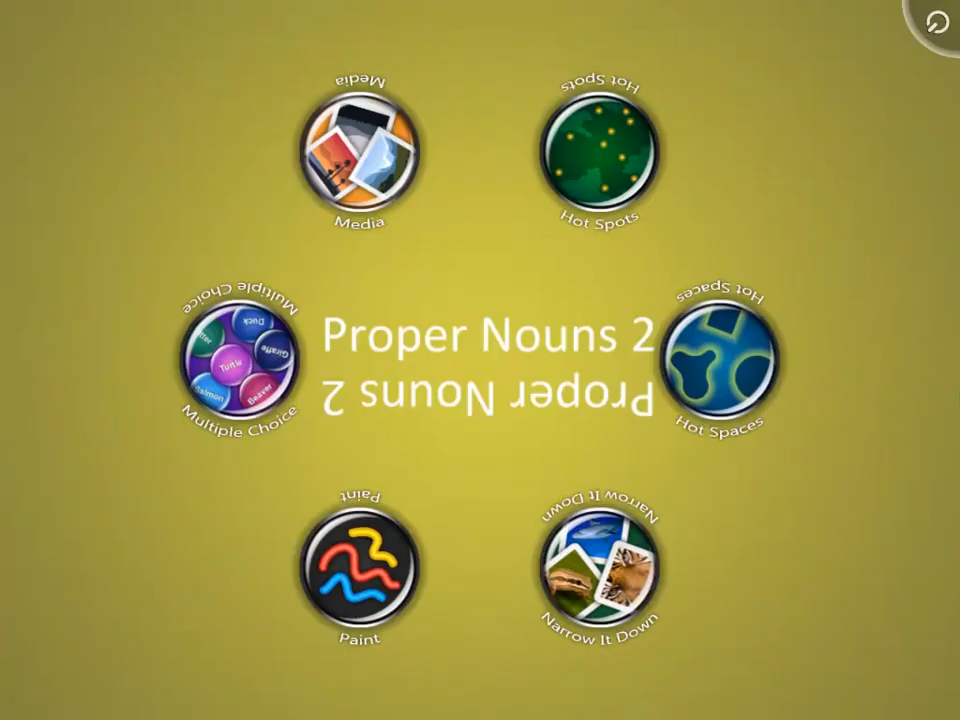 Media
Hot Spots
Media
Hot Spots
Multiple Choice
Hot Spaces
Duck
Giraffe
Turtle
Salmon
Beaver
Proper Nouns 2
Proper Nouns 2
Multiple Choice
Hot Spaces
Paint
Narrow It Down
Paint
Narrow It Down